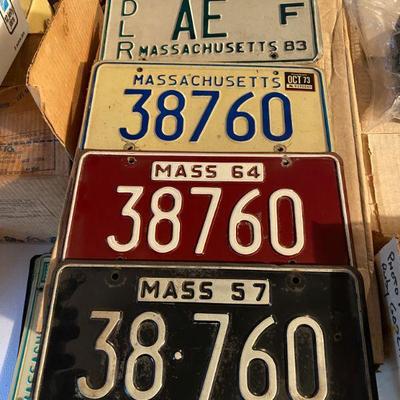 DLR
AE F
MASSACHUSETTS 83
MASSACHUSETTS
OCT 73
38760
MASS 64
38760
MASS 57
38·760